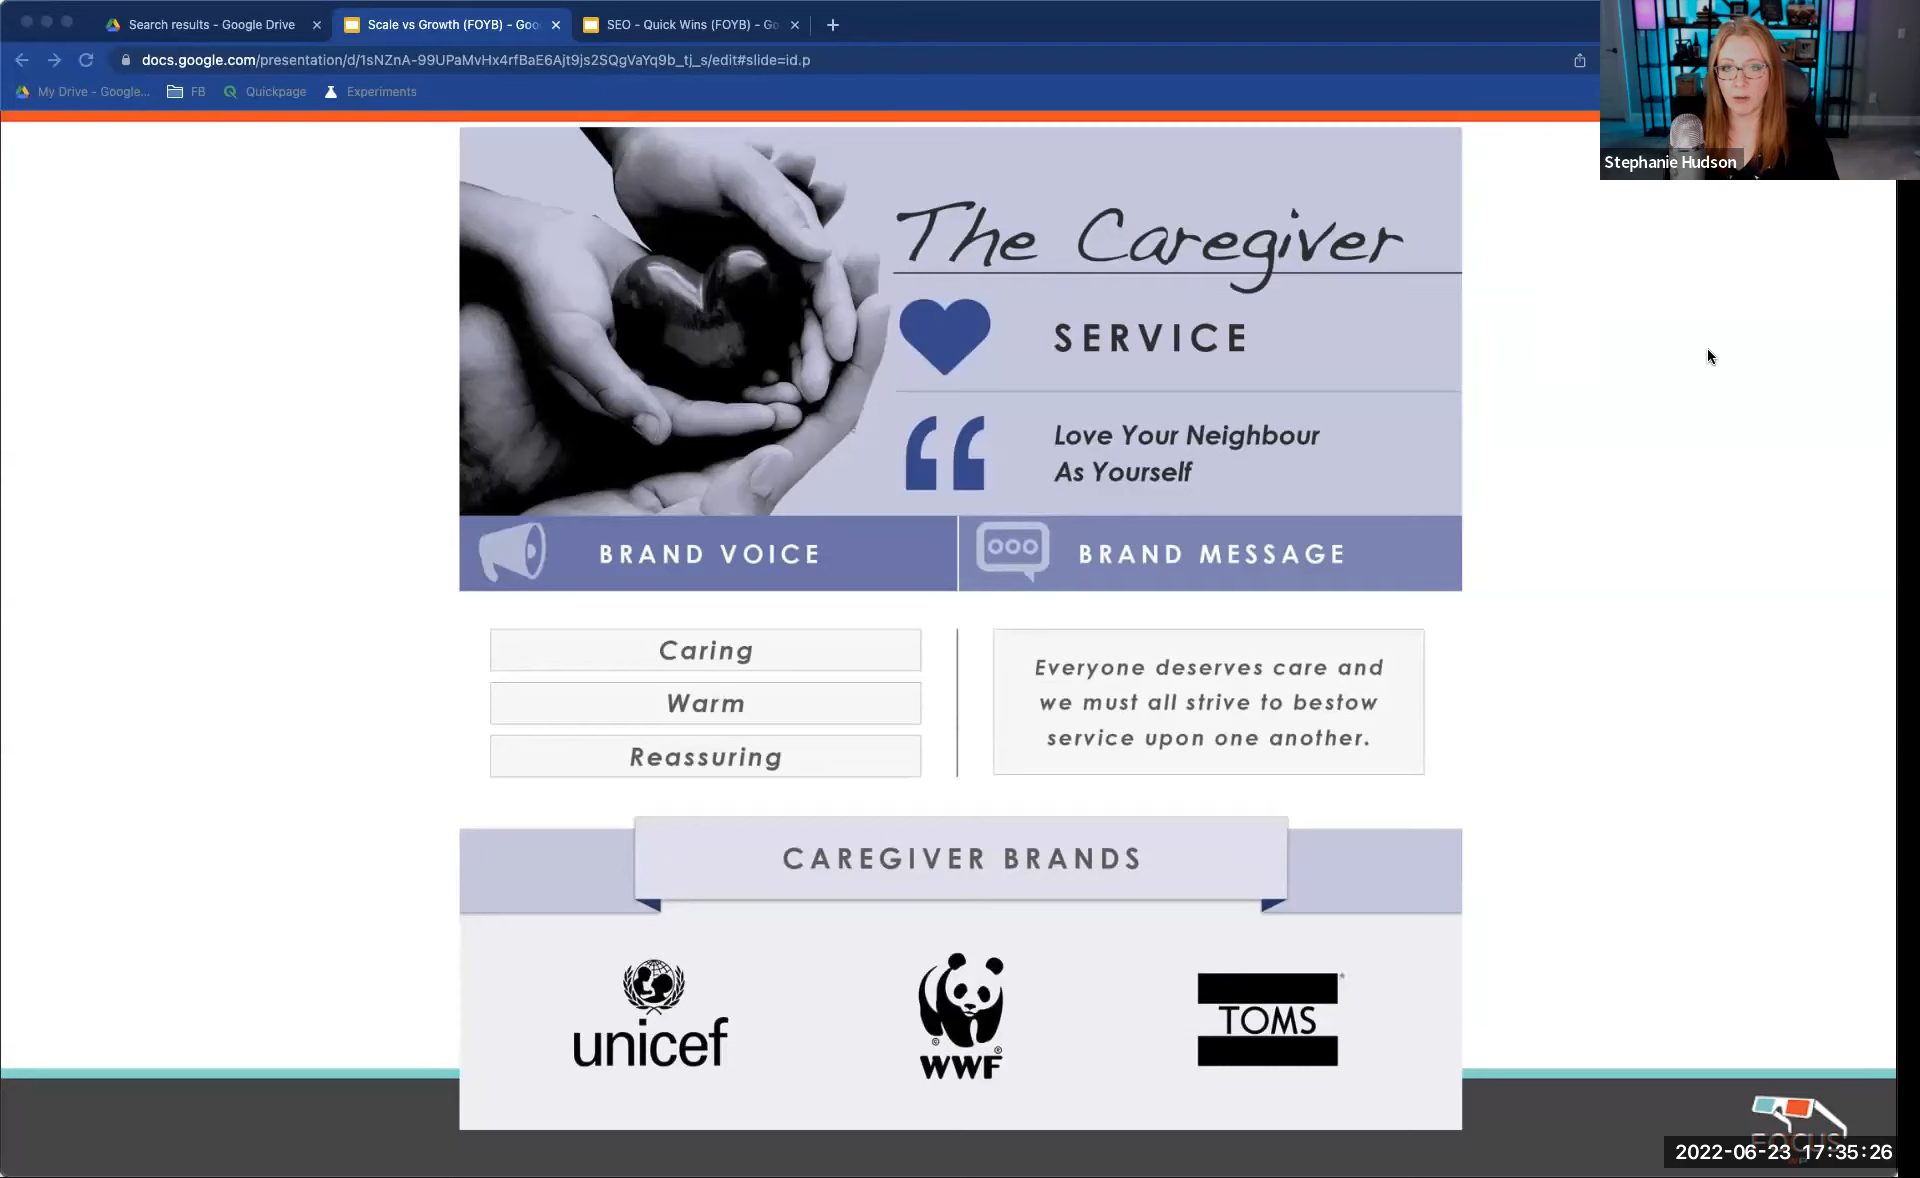 Search results - Google Drive
Scale vs Growth (FOYB) - Goo
SEO - Quick Wins (FOYB) - Go
docs.google.com/presentation/d/1sNZnA-99UPaMvHx4rfBaE6Ajt9js2SQgVaYq9b_tj_s/edit#slide=id.p
My Drive - Google...
FB
Quickpage
Experiments
Stephanie Hudson
The Caregiver
SERVICE
Love Your Neighbour
As Yourself
BRAND VOICE
BRAND MESSAGE
Caring
Warm
Reassuring
Everyone deserves care and
we must all strive to bestow
service upon one another.
CAREGIVER BRANDS
unicef
©
WWF
®
TOMS
FOCUS
2022-06-23 17:35:26